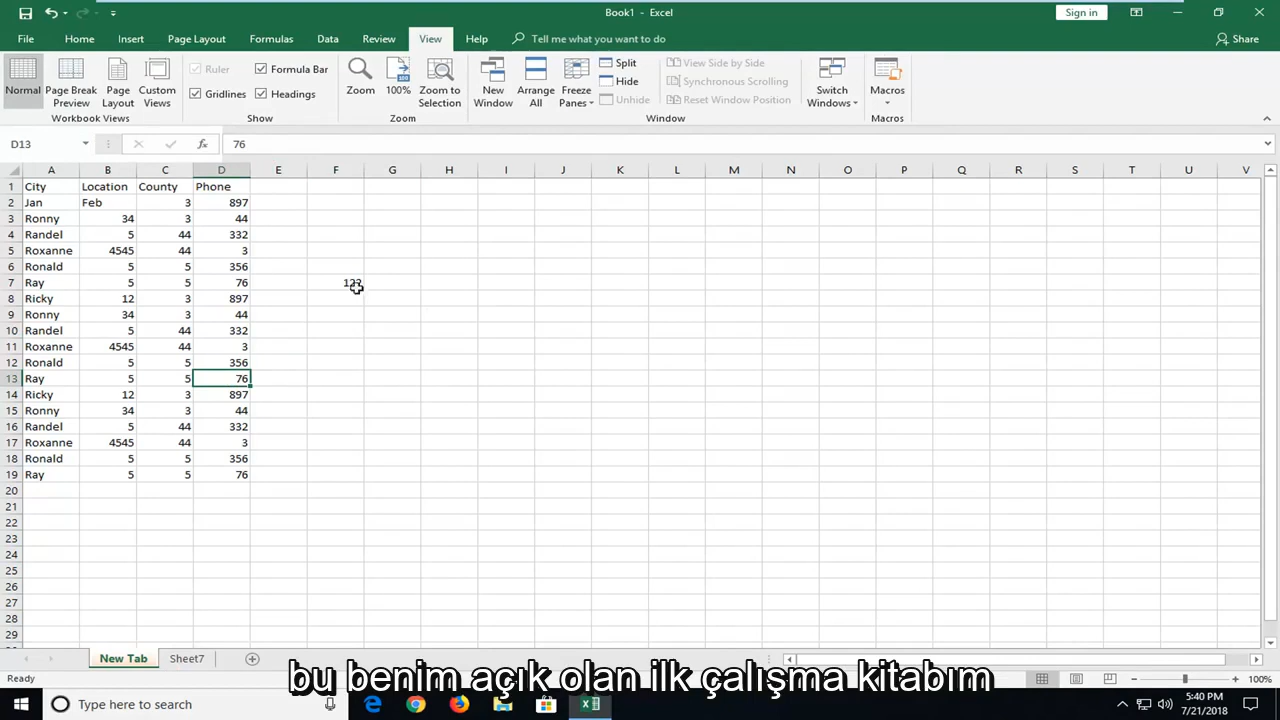 Book1 - Excel
Sign in
File Home Insert Page Layout Formulas Data Review View Help Tell me what you want to do Share
Normal
Page Break Preview
Page Layout
Custom Views
Ruler
Formula Bar
Gridlines
Headings
Zoom
100%
Zoom to Selection
New Window
Arrange All
Freeze Panes
Split
Hide
Unhide
View Side by Side
Synchronous Scrolling
Reset Window Position
Switch Windows
Macros
Workbook Views Show Zoom Window Macros
D13 fx 76
A B C D E F G H I J K L M N O P Q R S T U V
1 City Location County Phone
2 Jan Feb 3 897
3 Ronny 34 3 44
4 Randel 5 44 332
5 Roxanne 4545 44 3
6 Ronald 5 5 356
7 Ray 5 5 76
8 Ricky 12 3 897
9 Ronny 34 3 44
10 Randel 5 44 332
11 Roxanne 4545 44 3
12 Ronald 5 5 356
13 Ray 5 5 76
14 Ricky 12 3 897
15 Ronny 34 3 44
16 Randel 5 44 332
17 Roxanne 4545 44 3
18 Ronald 5 5 356
19 Ray 5 5 76
20
21
22
23
24
25
26
27
28
29
New Tab Sheet7
bu benim açık olan ilk çalışma kitabım
Ready 100%
Type here to search
5:40 PM
7/21/2018